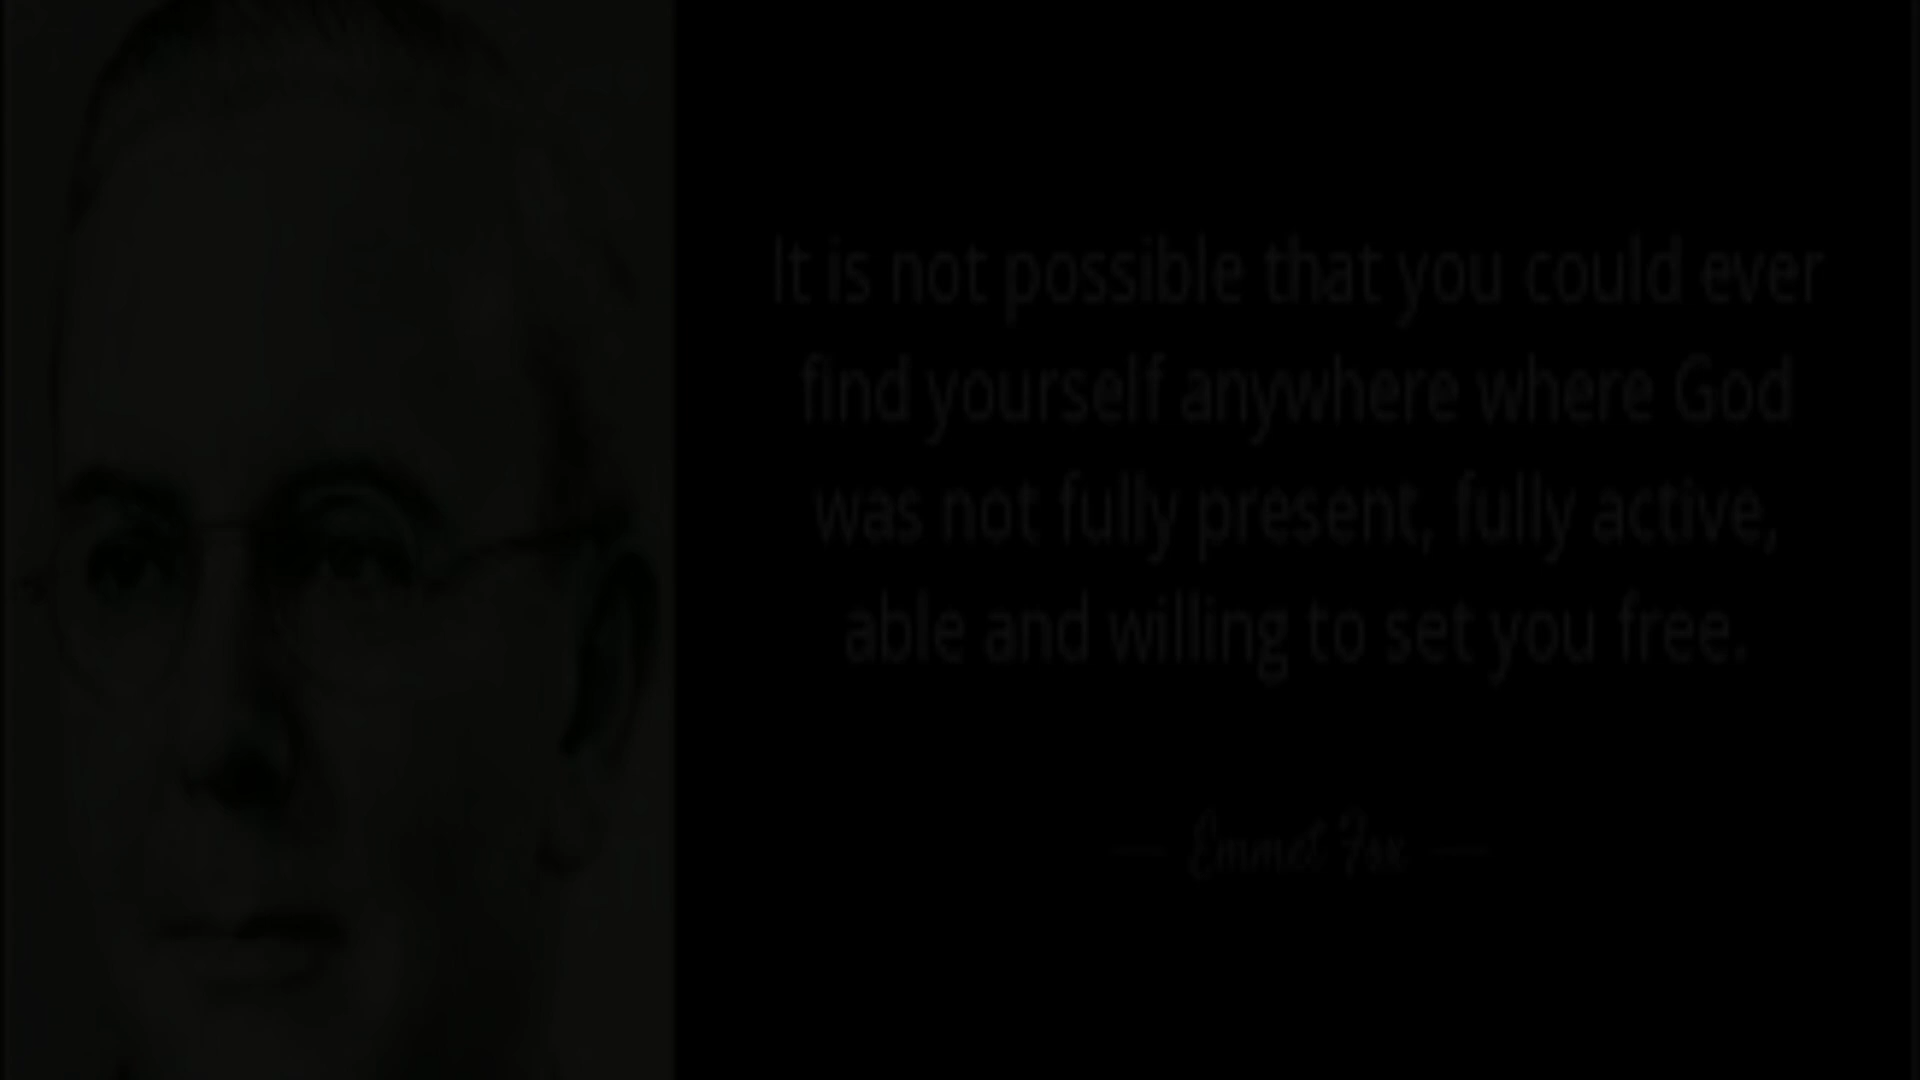 It is not possible that you could ever
find yourself anywhere where God
was not fully present, fully active,
able and willing to set you free.
— Emmet Fox —